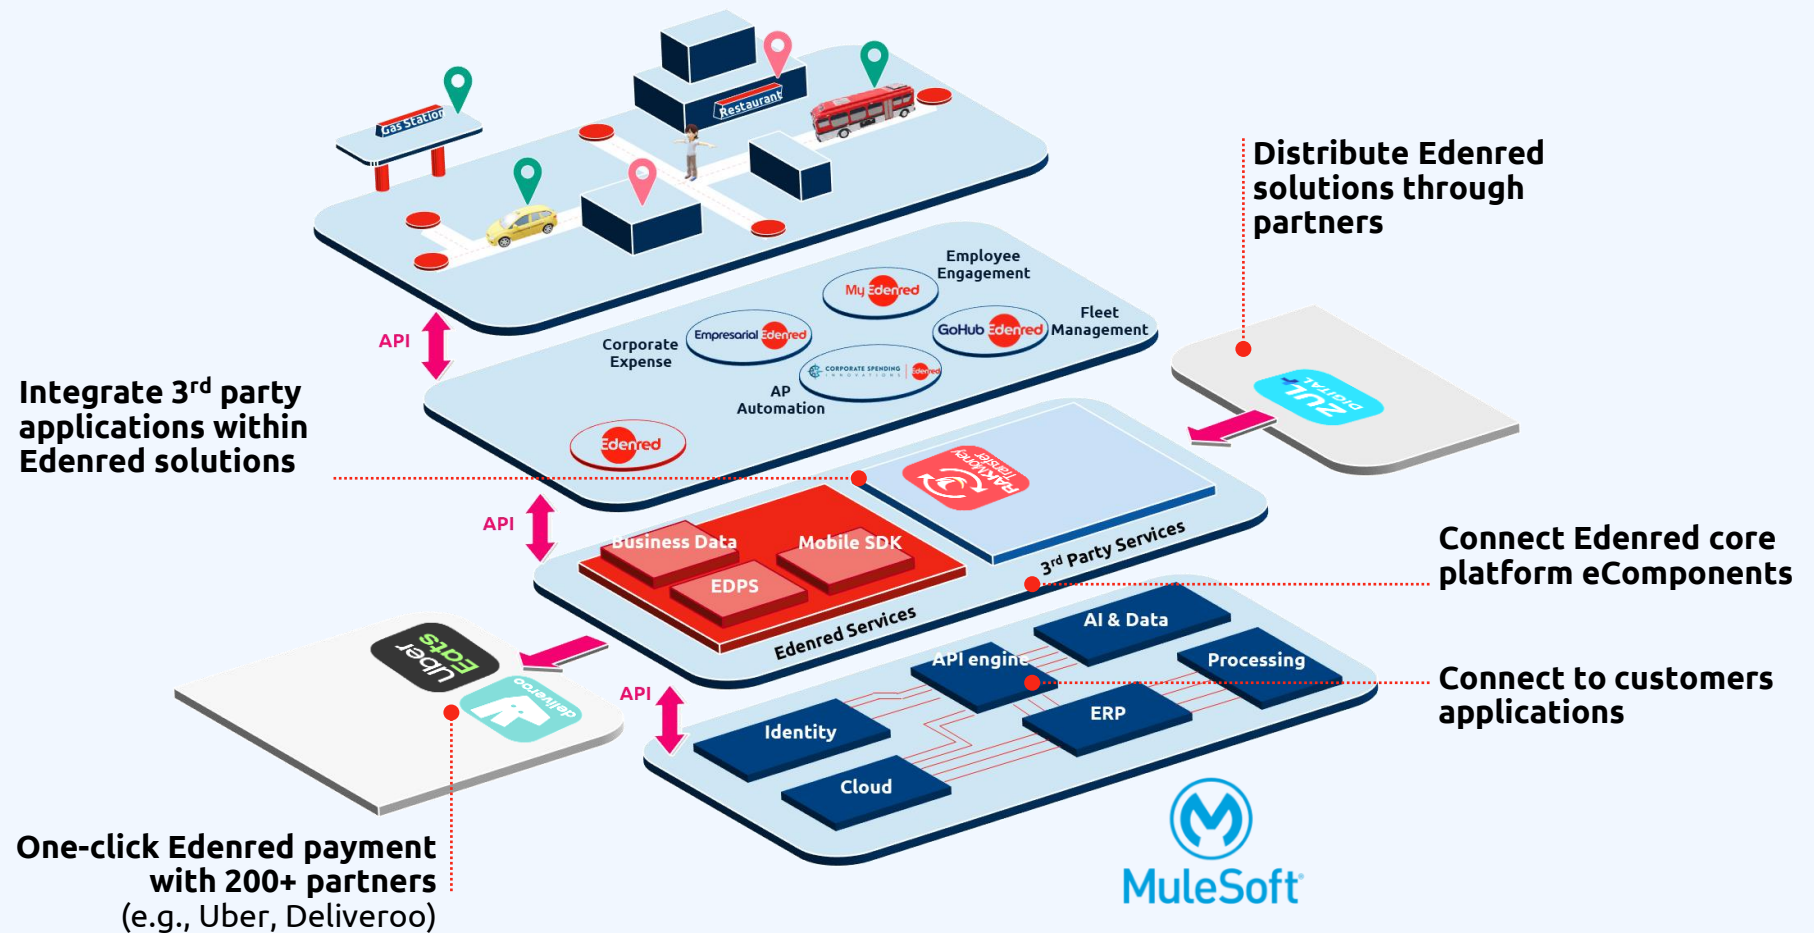 Gas Station
Restaurant
Distribute Edenred
solutions through
partners
Employee
Engagement
My Edenred
Fleet
Management
GoHub Edenred
Empresarial Edenred
Corporate
Expense
CORPORATE SPENDING
INNOVATIONS
Edenred
AP
Automation
Edenred
API
Integrate 3rd party
applications within
Edenred solutions
ZUL+
DIGITAL
RAKMoney
Transfer
API
Business Data
Mobile SDK
EDPS
Edenred Services
3rd Party Services
Connect Edenred core
platform eComponents
Uber
Eats
deliveroo
API
AI & Data
API engine
Processing
ERP
Identity
Cloud
Connect to customers
applications
One-click Edenred payment
with 200+ partners
(e.g., Uber, Deliveroo)
MuleSoft